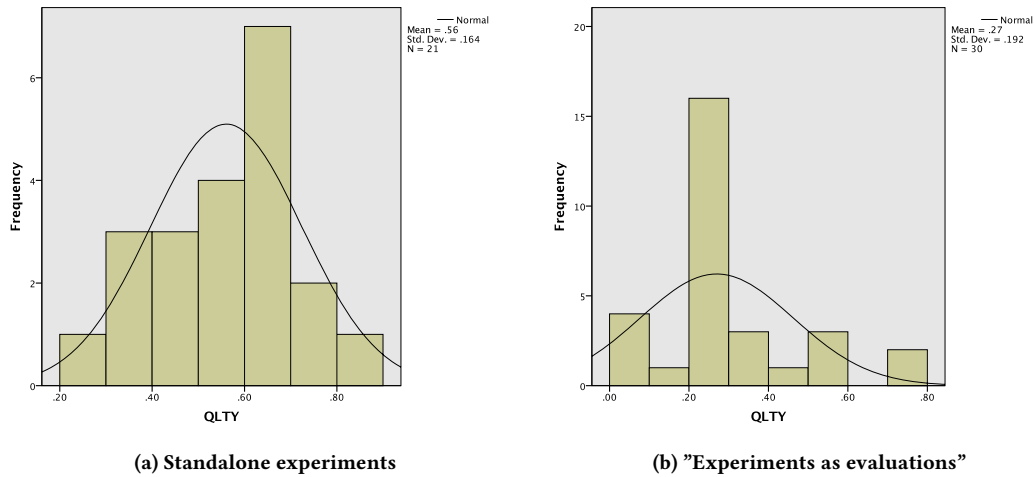 Normal
Mean = .56
Std. Dev. = .164
N = 21
6
4
2
0
Frequency
.20 .40 .60 .80
QLTY
(a) Standalone experiments
Normal
Mean = .27
Std. Dev. = .192
N = 30
20
15
10
5
0
Frequency
.00 .20 .40 .60 .80
QLTY
(b) ”Experiments as evaluations”